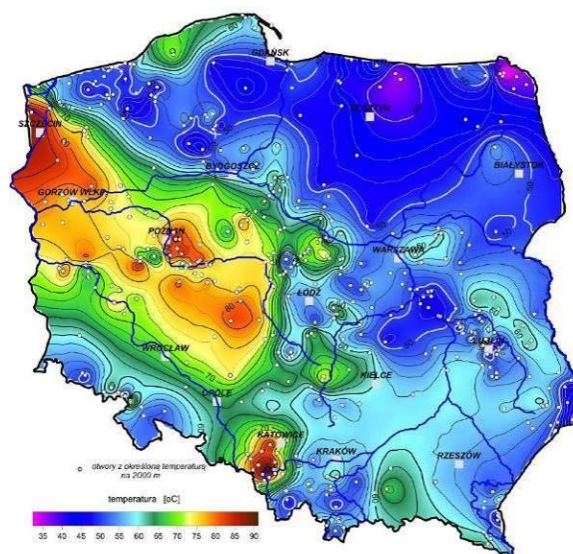 GDAŃSK
OLSZTYN
SZCZECIN
BYDGOSZCZ
BIAŁYSTOK
GORZÓW WLKP.
POZNAŃ
WARSZAWA
ŁÓDŹ
WROCŁAW
LUBLIN
KIELCE
OPOLE
KATOWICE
KRAKÓW
RZESZÓW
otwory z określoną temperaturą
na 2000 m
temperatura [oC]
35 40 45 50 55 60 65 70 75 80 85 90